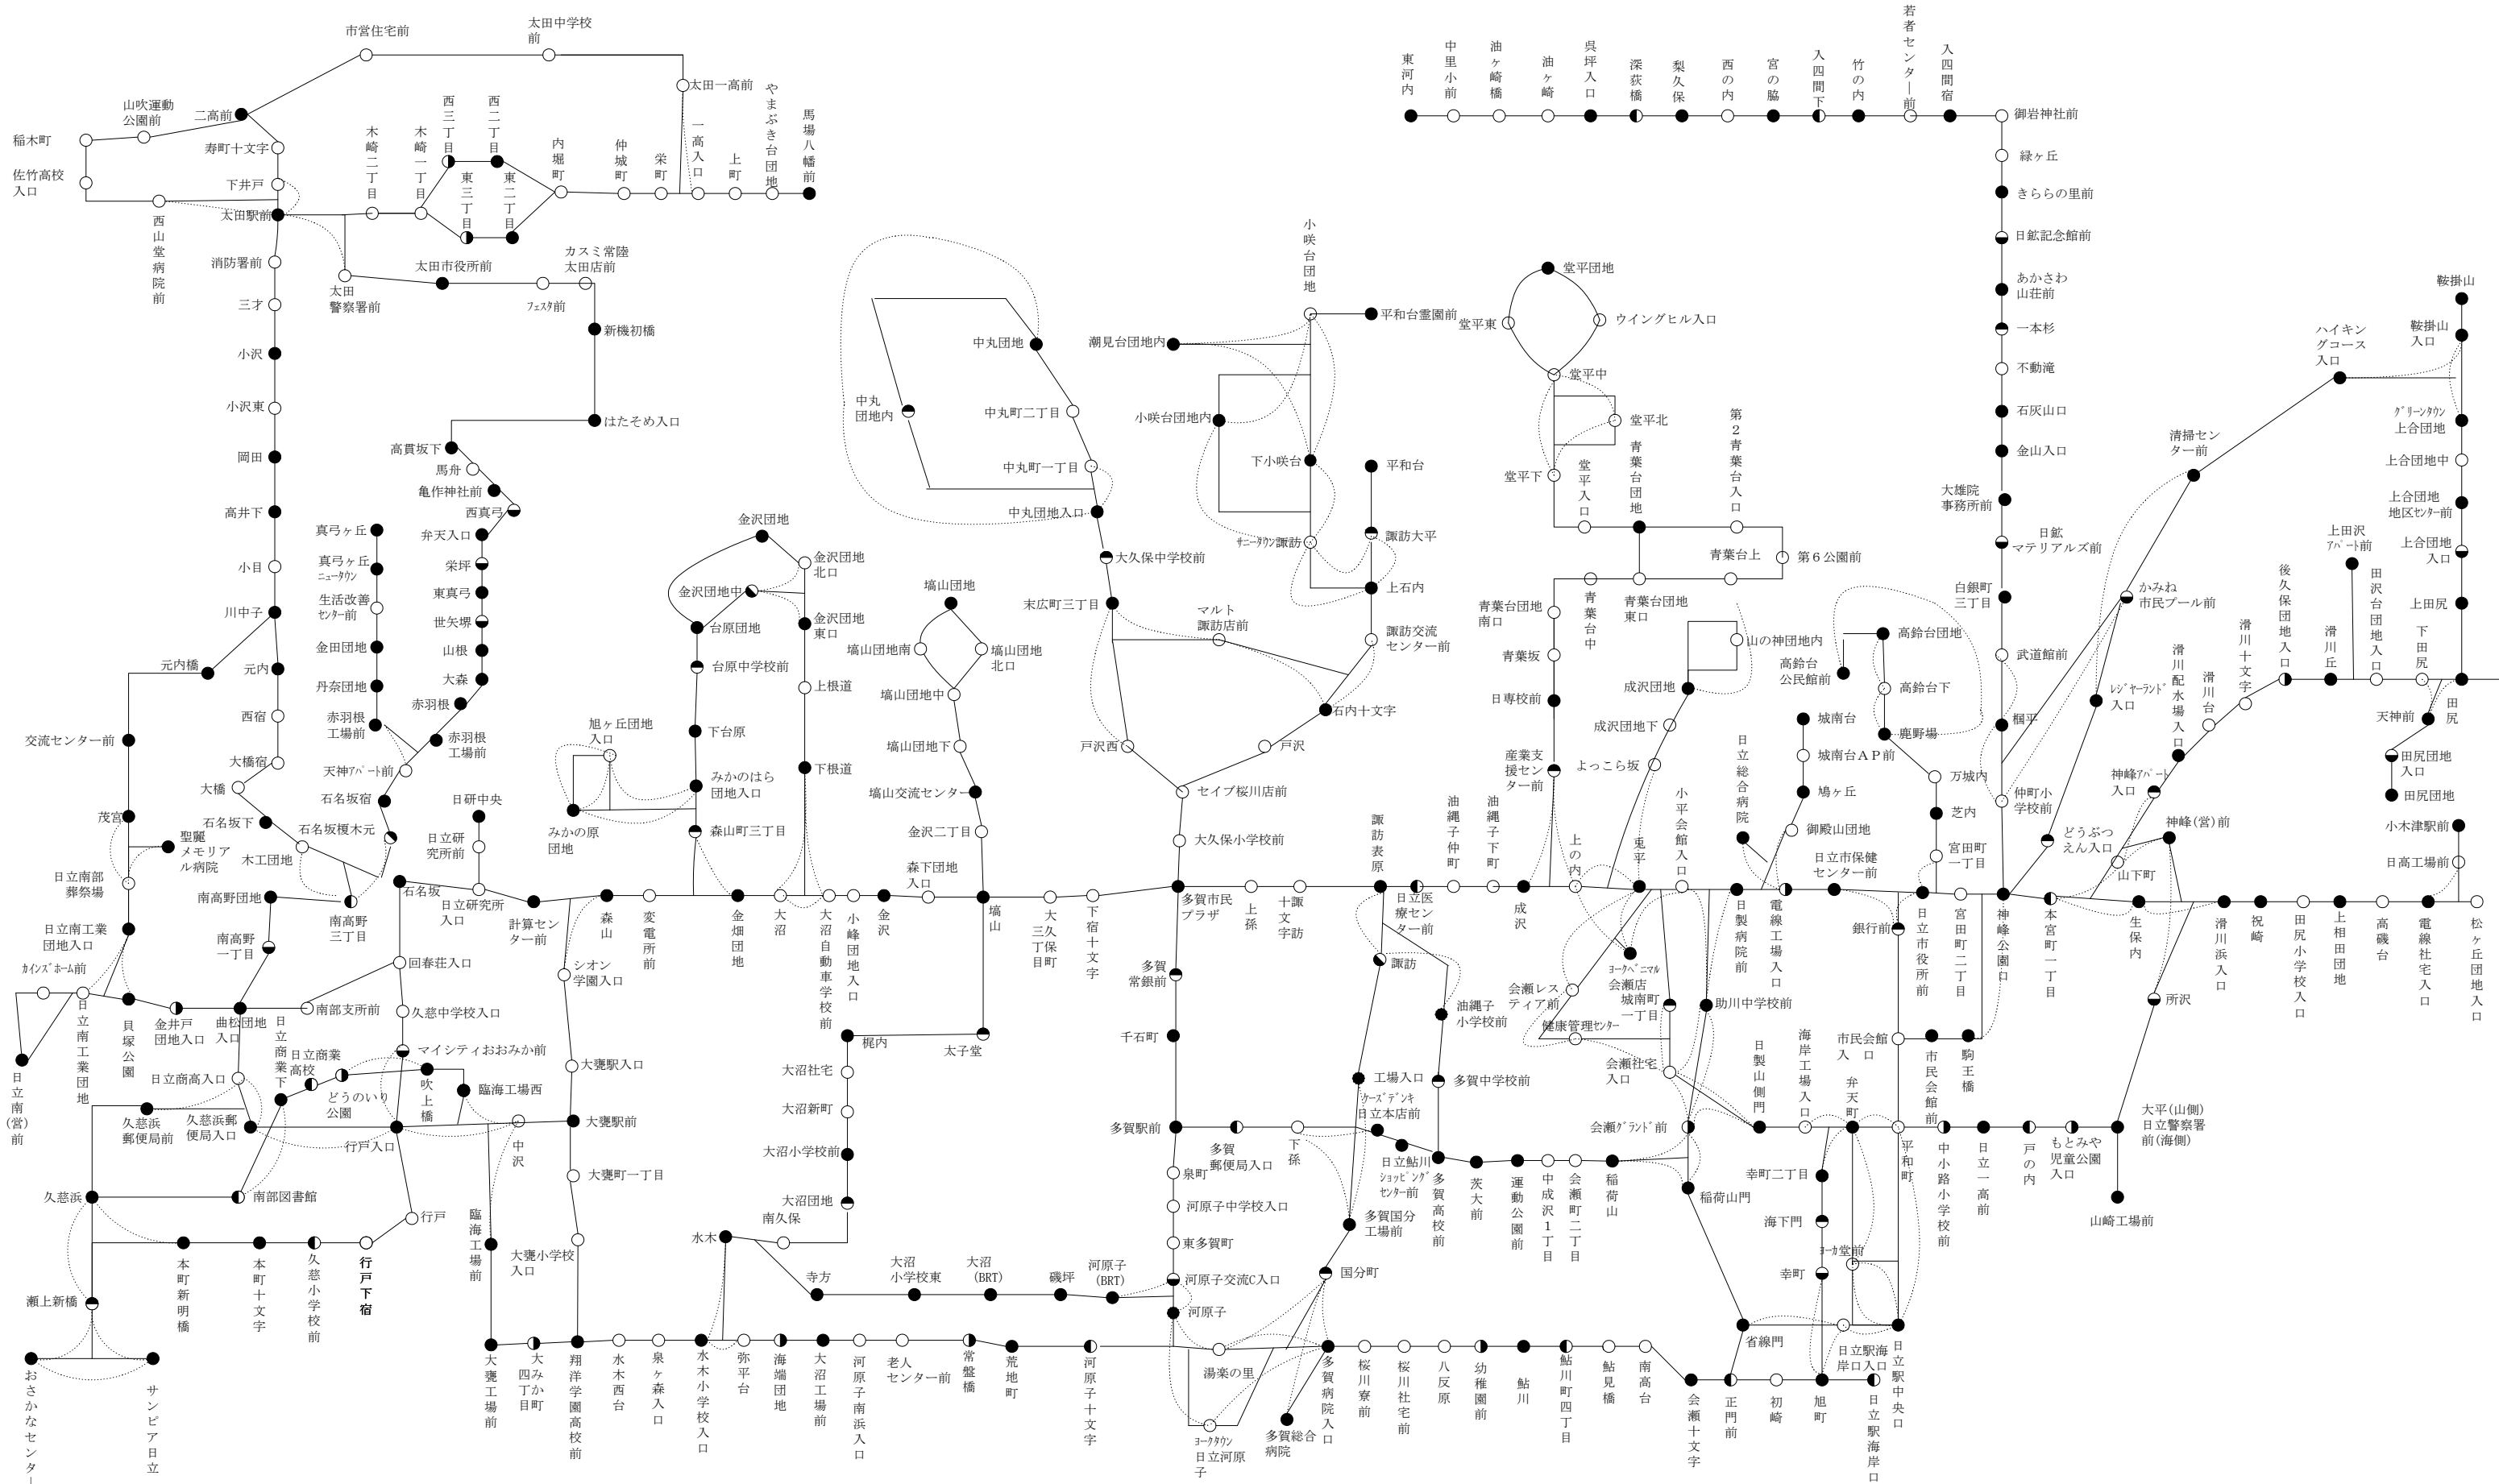 太田中学校
前
市営住宅前
太田一高前
やまぶき台団地
馬場八幡前
山吹運動
公園前
二高前
稲木町
寿町十文字
佐竹高校
入口
下井戸
太田駅前
西山堂病院前
木崎二丁目
木崎一丁目
西三丁目
西二丁目
東三丁目
東二丁目
内堀町
仲城町
栄町
一高入口
上町
消防署前
太田
警察署前
太田市役所前
カスミ常陸
太田店前
フェスタ前
三才
新機初橋
小沢
小沢東
はたそめ入口
岡田
高貫坂下
馬舟
亀作神社前
西真弓
高井下
真弓ヶ丘
弁天入口
真弓ヶ丘
ニュータウン
栄坪
小目
生活改善
センター前
東真弓
川中子
世矢堺
金田団地
山根
元内橋
元内
丹奈団地
大森
赤羽根
西宿
赤羽根
工場前
赤羽根
工場前
交流センター前
大橋宿
天神アパート前
大橋
石名坂宿
茂宮
石名坂下
石名坂榎木元
聖麗
メモリア
ル病院
木工団地
日立南部
葬祭場
南高野団地
南高野
三丁目
石名坂
日研中央
日立研
究所前
日立研究所
入口
計算セン
ター前
日立南工業
団地入口
南高野
一丁目
カインズホーム前
回春荘入口
日立南(営)前
日立南工業団地
貝塚公園
金井戸
団地入口
曲松団地
入口
南部支所前
久慈中学校入口
日立商業下
日立商業
高校
マイシティおおみか前
日立商高入口
どうのいり
公園
吹上橋
臨海工場西
久慈浜
郵便局前
久慈浜郵
便局入口
行戸入口
中沢
久慈浜
南部図書館
行戸
臨海工場前
瀬上新橋
本町新明橋
本町十文字
久慈小学校前
行戸下宿
おさかなセンター
サンピア日立
金沢団地
金沢団地
北口
金沢団地中
台原団地
金沢団地
東口
台原中学校前
上根道
旭ヶ丘団地
入口
下台原
下根道
みかのはら
団地入口
みかの原
団地
森山町三丁目
森山
変電所前
金畑団地
大沼
大沼自動車学校前
小峰団地入口
金沢
森下団地
入口
塙山
シオン
学園入口
大甕駅入口
大甕駅前
大甕町一丁目
大甕小学校
入口
塙山団地
塙山団地南
塙山団地
北口
塙山団地中
塙山団地下
塙山交流センター
金沢二丁目
梶内
太子堂
大沼社宅
大沼新町
大沼小学校前
大沼団地
南久保
水木
寺方
大沼
小学校東
大沼
(BRT)
磯坪
河原子
(BRT)
大甕工場前
大みか町
四丁目
翔洋学園高校前
水木西台
泉ヶ森入口
水木小学校入口
弥平台
海端団地
大沼工場前
河原子南浜入口
老人
センター前
常盤橋
荒地町
河原子十文字
中丸団地
中丸
団地内
中丸町二丁目
中丸町一丁目
中丸団地入口
大久保中学校前
末広町三丁目
マルト
諏訪店前
戸沢西
戸沢
石内十文字
セイブ桜川店前
大久保小学校前
大久保町
三丁目
下宿十文字
多賀市民
プラザ
上孫
諏訪
十文字
諏訪表原
日立医
療セン
ター前
油縄子仲町
油縄子下町
成沢
小咲台団地
平和台霊園前
潮見台団地内
小咲台団地内
下小咲台
サニータウン諏訪
平和台
諏訪大平
上石内
諏訪交流
センター前
多賀
常銀前
千石町
多賀駅前
多賀
郵便局入口
下孫
泉町
河原子中学校入口
東多賀町
河原子交流C入口
河原子
湯楽の里
ヨークタウン
日立河原
子
多賀総合
病院
多賀病院入口
国分町
多賀国分
工場前
工場入口
ケーズデンキ
日立本店前
日立鮎川
ショッピング
センター前
諏訪
油縄子
小学校前
多賀中学校前
多賀高校前
茨大前
運動公園前
中成沢1丁目
会瀬町二丁目
稲荷山
桜川寮前
桜川社宅前
八反原
幼稚園前
鮎川
鮎川町四丁目
鮎見橋
南高台
会瀬十文字
正門前
初崎
旭町
日立駅海岸口
東河内
中里小前
油ヶ崎橋
油ヶ崎
呉坪入口
深荻橋
梨久保
西の内
宮の脇
入四間下
竹の内
若者センター前
入四間宿
御岩神社前
緑ヶ丘
きららの里前
日鉱記念館前
あかさわ
山荘前
一本杉
不動滝
石灰山口
金山入口
大雄院
事務所前
日鉱
マテリアルズ前
白銀町
三丁目
武道館前
梱平
仲町小
学校前
堂平団地
堂平東
ウイングヒル入口
堂平中
堂平北
堂平下
堂平入口
青葉台団地
第2青葉台入口
青葉台上
第6公園前
青葉台中
青葉台団地
東口
青葉台団地
南口
青葉坂
日専校前
産業支
援セン
ター前
成沢団地
山の神団地内
成沢団地下
よっこら坂
上の内
兎平
小平会館入口
日製病院前
日立総合病院
電線工場入口
城南台
城南台AP前
鳩ヶ丘
御殿山団地
日立市保健
センター前
高鈴台団地
高鈴台
公民館前
高鈴台下
鹿野場
万城内
芝内
宮田町
一丁目
銀行前
日立市役所前
宮田町二丁目
神峰公園口
本宮町一丁目
ヨークベニマル
会瀬店
会瀬レス
ティア前
城南町
一丁目
助川中学校前
健康管理センター
会瀬社宅
入口
日製山側門
海岸工場入口
弁天町
市民会館
入口
市民会館前
駒王橋
会瀬グランド前
稲荷山門
幸町二丁目
海下門
幸町
ヨーカ堂前
平和町
中小路小学校前
日立一高前
戸の内
もとみや
児童公園
入口
大平(山側)
日立警察署
前(海側)
山崎工場前
省線門
日立駅海
岸口入口
日立駅中央口
鞍掛山
鞍掛山
入口
ハイキン
グコース
入口
グリーンタウン
上合団地
清掃セン
ター前
上合団地中
上合団地
地区センター前
上田沢
アパート前
上合団地
入口
かみね
市民プール前
レジャーランド
入口
後久保団地入口
滑川丘
田沢台団地入口
下田尻
上田尻
田尻
天神前
滑川十文字
滑川台
滑川配水場入口
田尻団地
入口
田尻団地
神峰アパート
入口
神峰(営)前
どうぶつ
えん入口
山下町
小木津駅前
日高工場前
生保内
滑川浜入口
祝崎
田尻小学校入口
上相田団地
高磯台
電線社宅入口
松ヶ丘団地入口
所沢